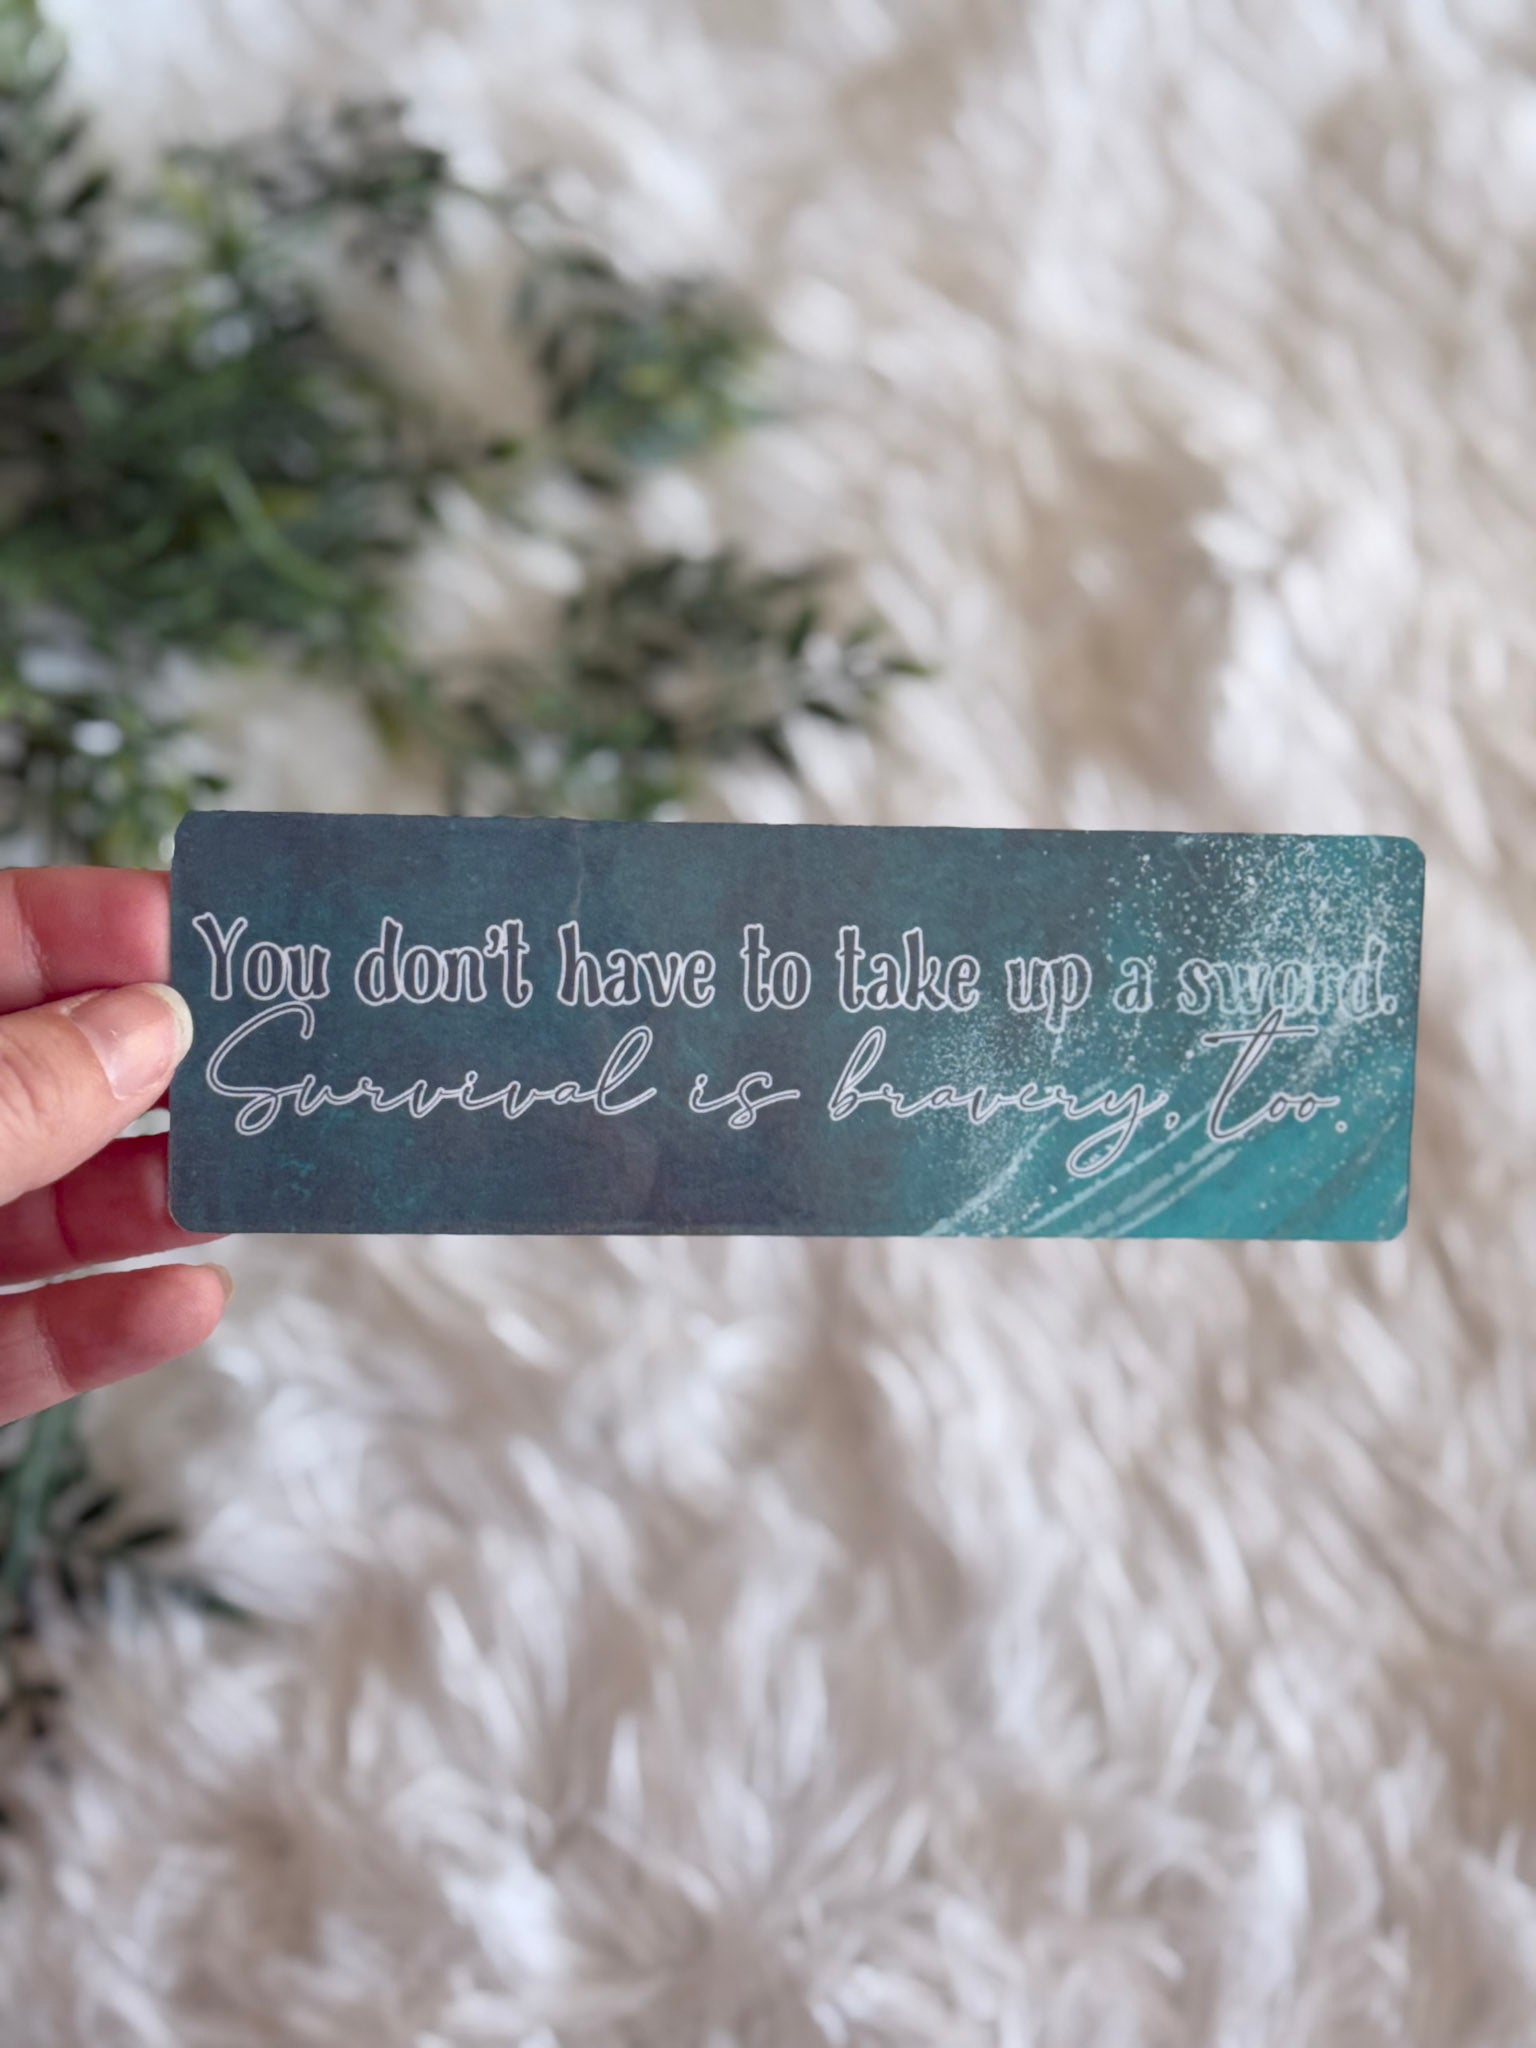 You don't have to take up a sword.
Survival is bravery, too.